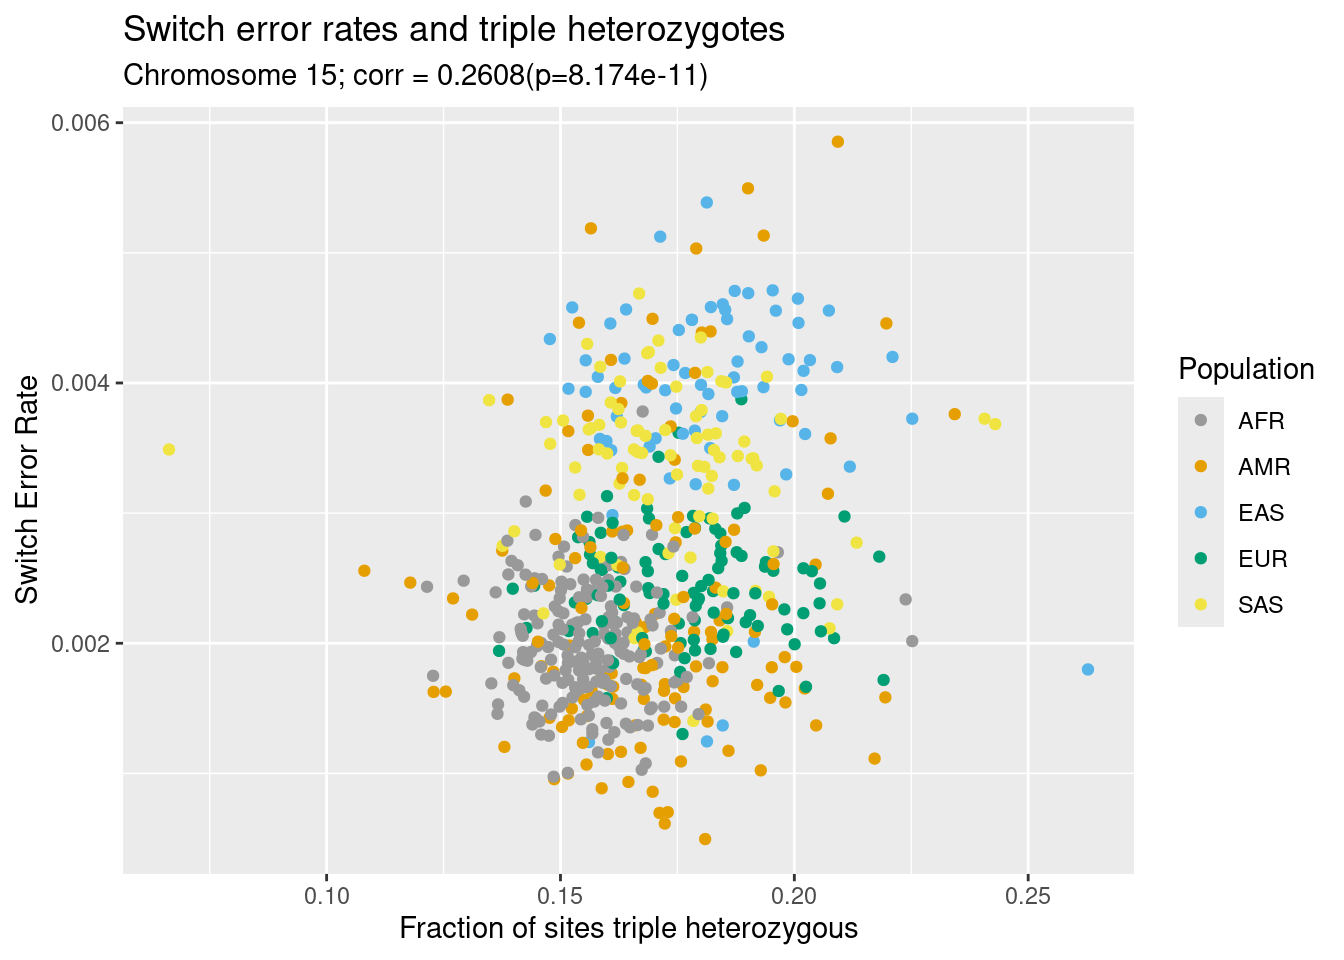 Switch error rates and triple heterozygotes
Chromosome 15; corr = 0.2608(p=8.174e-11)
0.006
0.004
0.002
Switch Error Rate
0.10 0.15 0.20 0.25
Fraction of sites triple heterozygous
Population
AFR
AMR
EAS
EUR
SAS